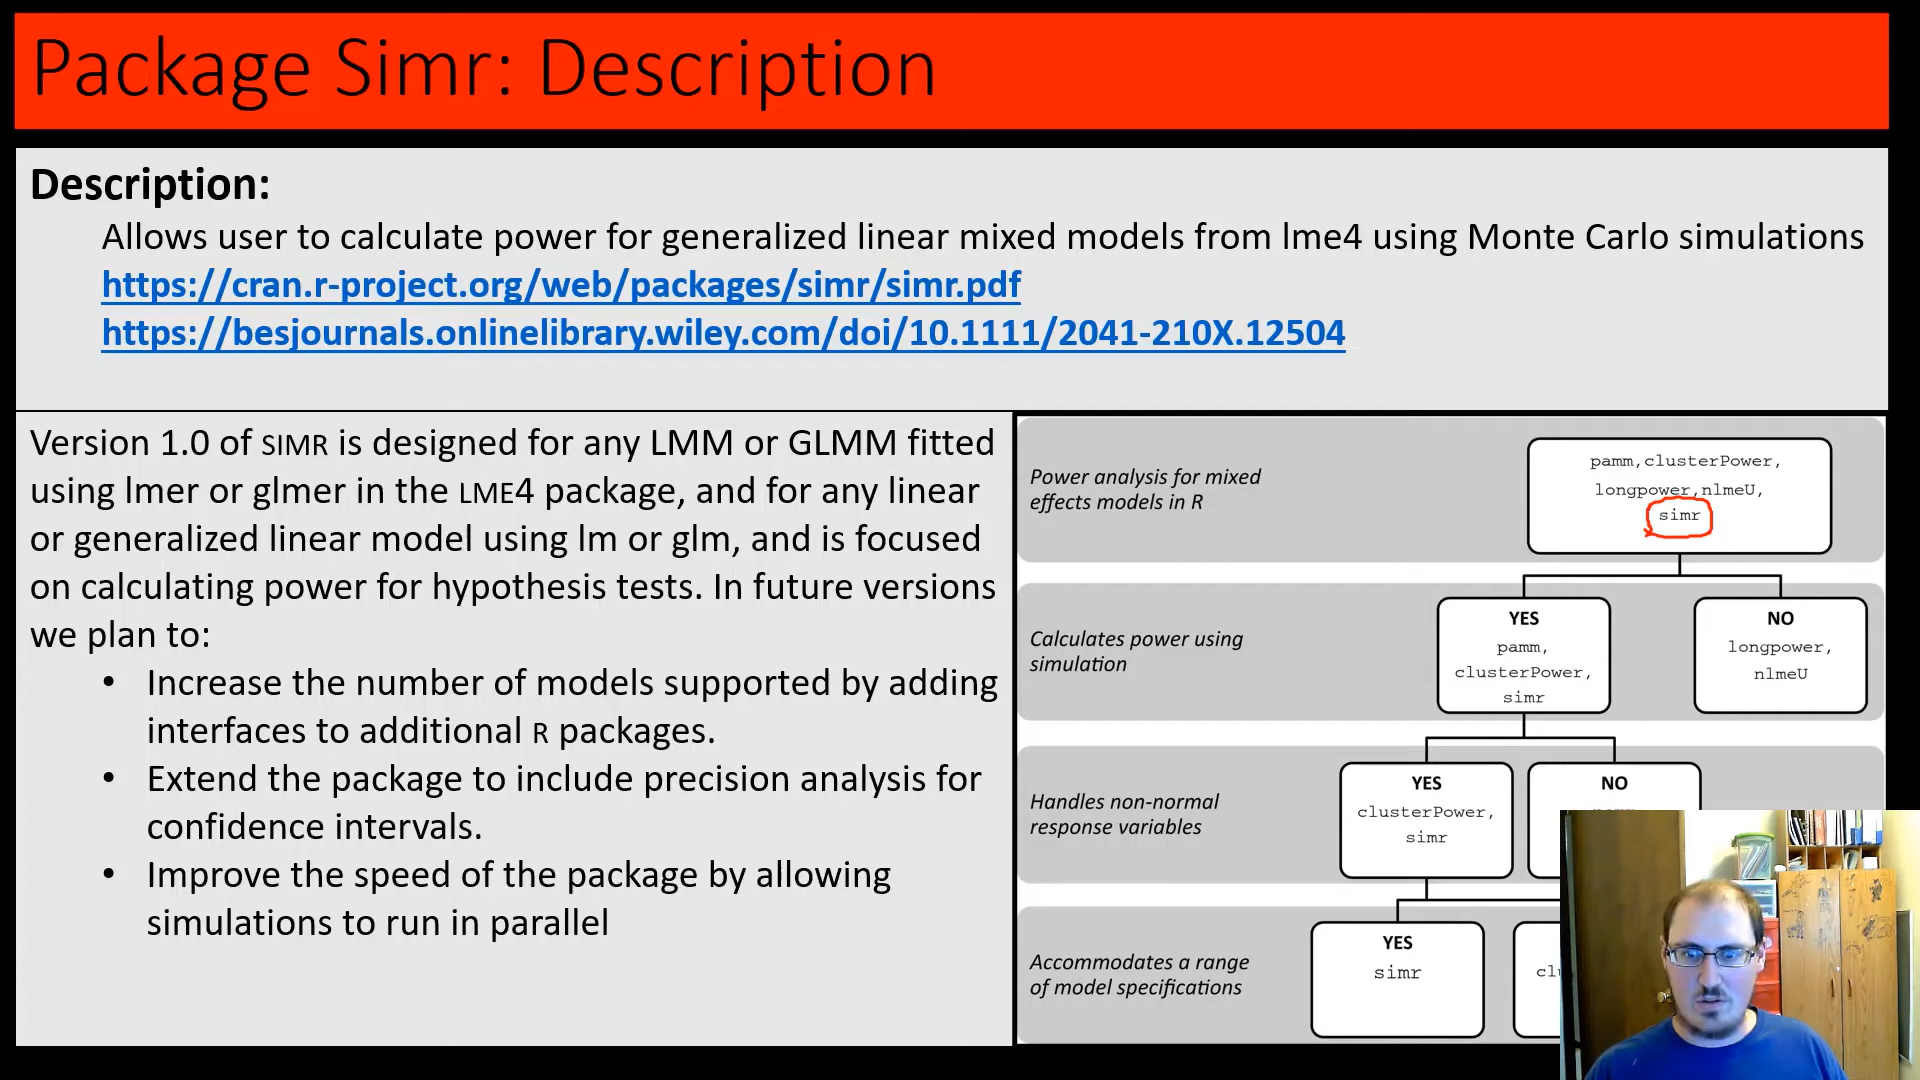 Package Simr: Description
Description:
Allows user to calculate power for generalized linear mixed models from lme4 using Monte Carlo simulations
https://cran.r-project.org/web/packages/simr/simr.pdf
https://besjournals.onlinelibrary.wiley.com/doi/10.1111/2041-210X.12504
Version 1.0 of SIMR is designed for any LMM or GLMM fitted
using lmer or glmer in the LME4 package, and for any linear
or generalized linear model using lm or glm, and is focused
on calculating power for hypothesis tests. In future versions
we plan to:
• Increase the number of models supported by adding
interfaces to additional R packages.
• Extend the package to include precision analysis for
confidence intervals.
• Improve the speed of the package by allowing
simulations to run in parallel
Power analysis for mixed
effects models in R
pamm,clusterPower,
longpower,nlmeU,
simr
Calculates power using
simulation
YES
pamm,
clusterPower,
simr
NO
longpower,
nlmeU
Handles non-normal
response variables
YES
clusterPower,
simr
NO
Accommodates a range
of model specifications
YES
simr